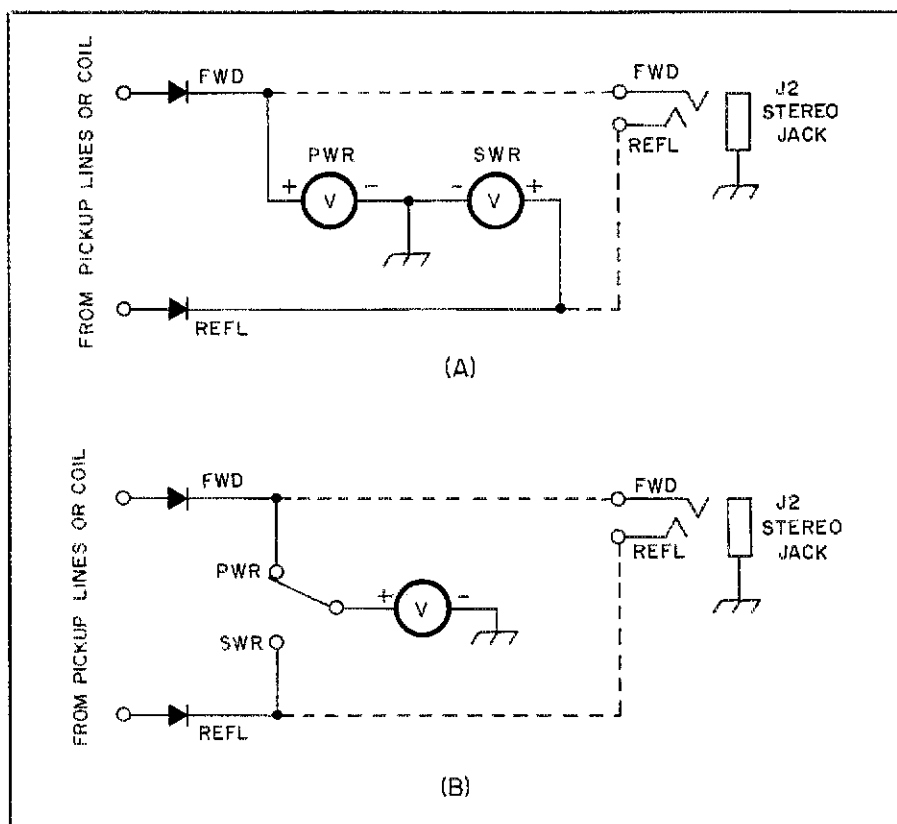 FWD
FWD
J2
STEREO
JACK
REFL
PWR
SWR
+ V -
- V +
FROM PICKUP LINES OR COIL
REFL
(A)
FWD
FWD
J2
STEREO
JACK
REFL
PWR
+ V -
SWR
FROM PICKUP LINES OR COIL
REFL
(B)